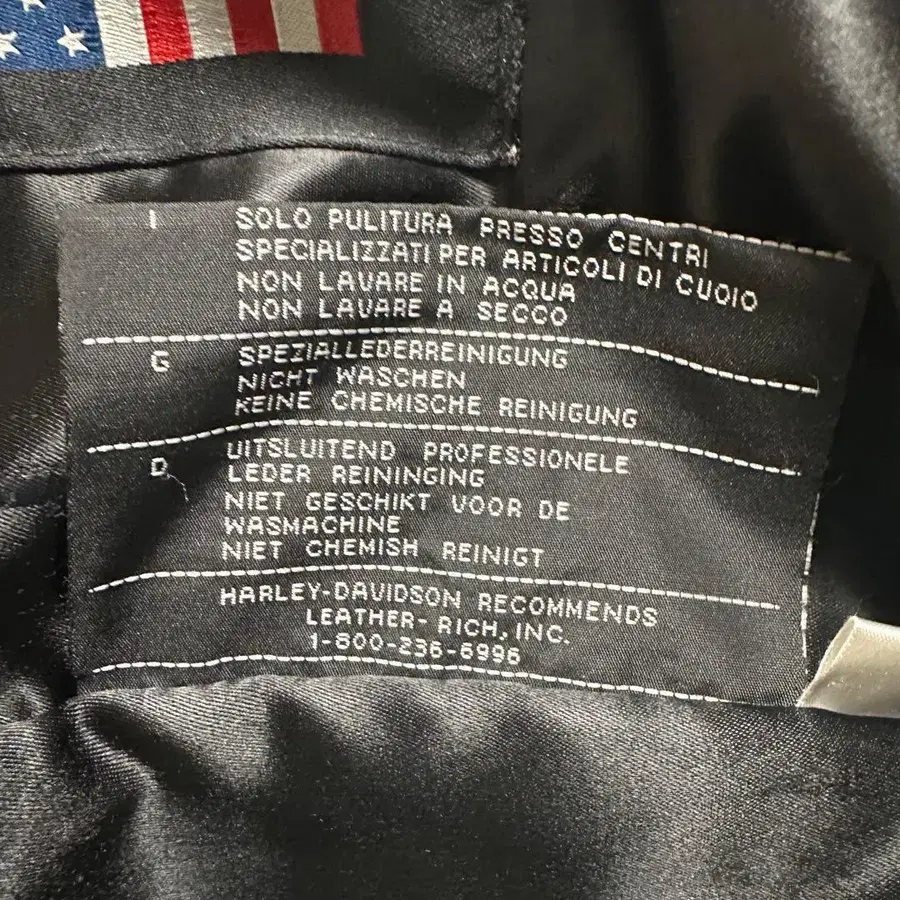 I SOLO PULITURA PRESSO CENTRI
SPECIALIZZATI PER ARTICOLI DI CUOIO
NON LAVARE IN ACQUA
NON LAVARE A SECCO
G SPEZIALLEDERREINIGUNG
NICHT WASCHEN
KEINE CHEMISCHE REINIGUNG
D UITSLUITEND PROFESSIONELE
LEDER REININGING
NIET GESCHIKT VOOR DE
WASMACHINE
NIET CHEMISH REINIGT
HARLEY-DAVIDSON RECOMMENDS
LEATHER-RICH, INC.
1-800-236-6996